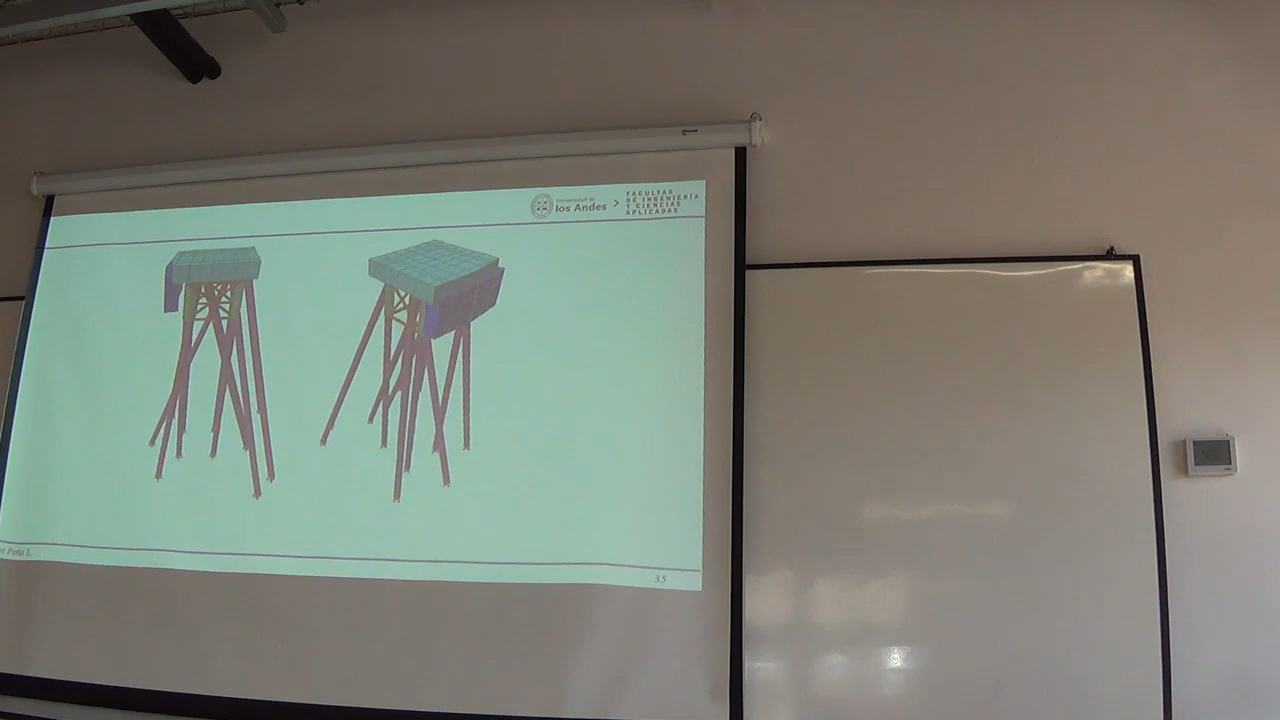 Universidad de
los Andes >
FACULTAD
DE INGENIERÍA
Y CIENCIAS
APLICADAS
Peña L
35